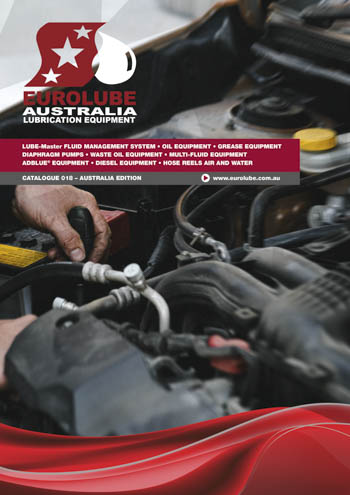 EUROLUBE
AUSTRALIA
LUBRICATION EQUIPMENT
LUBE-Master FLUID MANAGEMENT SYSTEM • OIL EQUIPMENT • GREASE EQUIPMENT
DIAPHRAGM PUMPS • WASTE OIL EQUIPMENT • MULTI-FLUID EQUIPMENT
ADBLUE® EQUIPMENT • DIESEL EQUIPMENT • HOSE REELS AIR AND WATER
CATALOGUE 018 – AUSTRALIA EDITION
www.eurolube.com.au